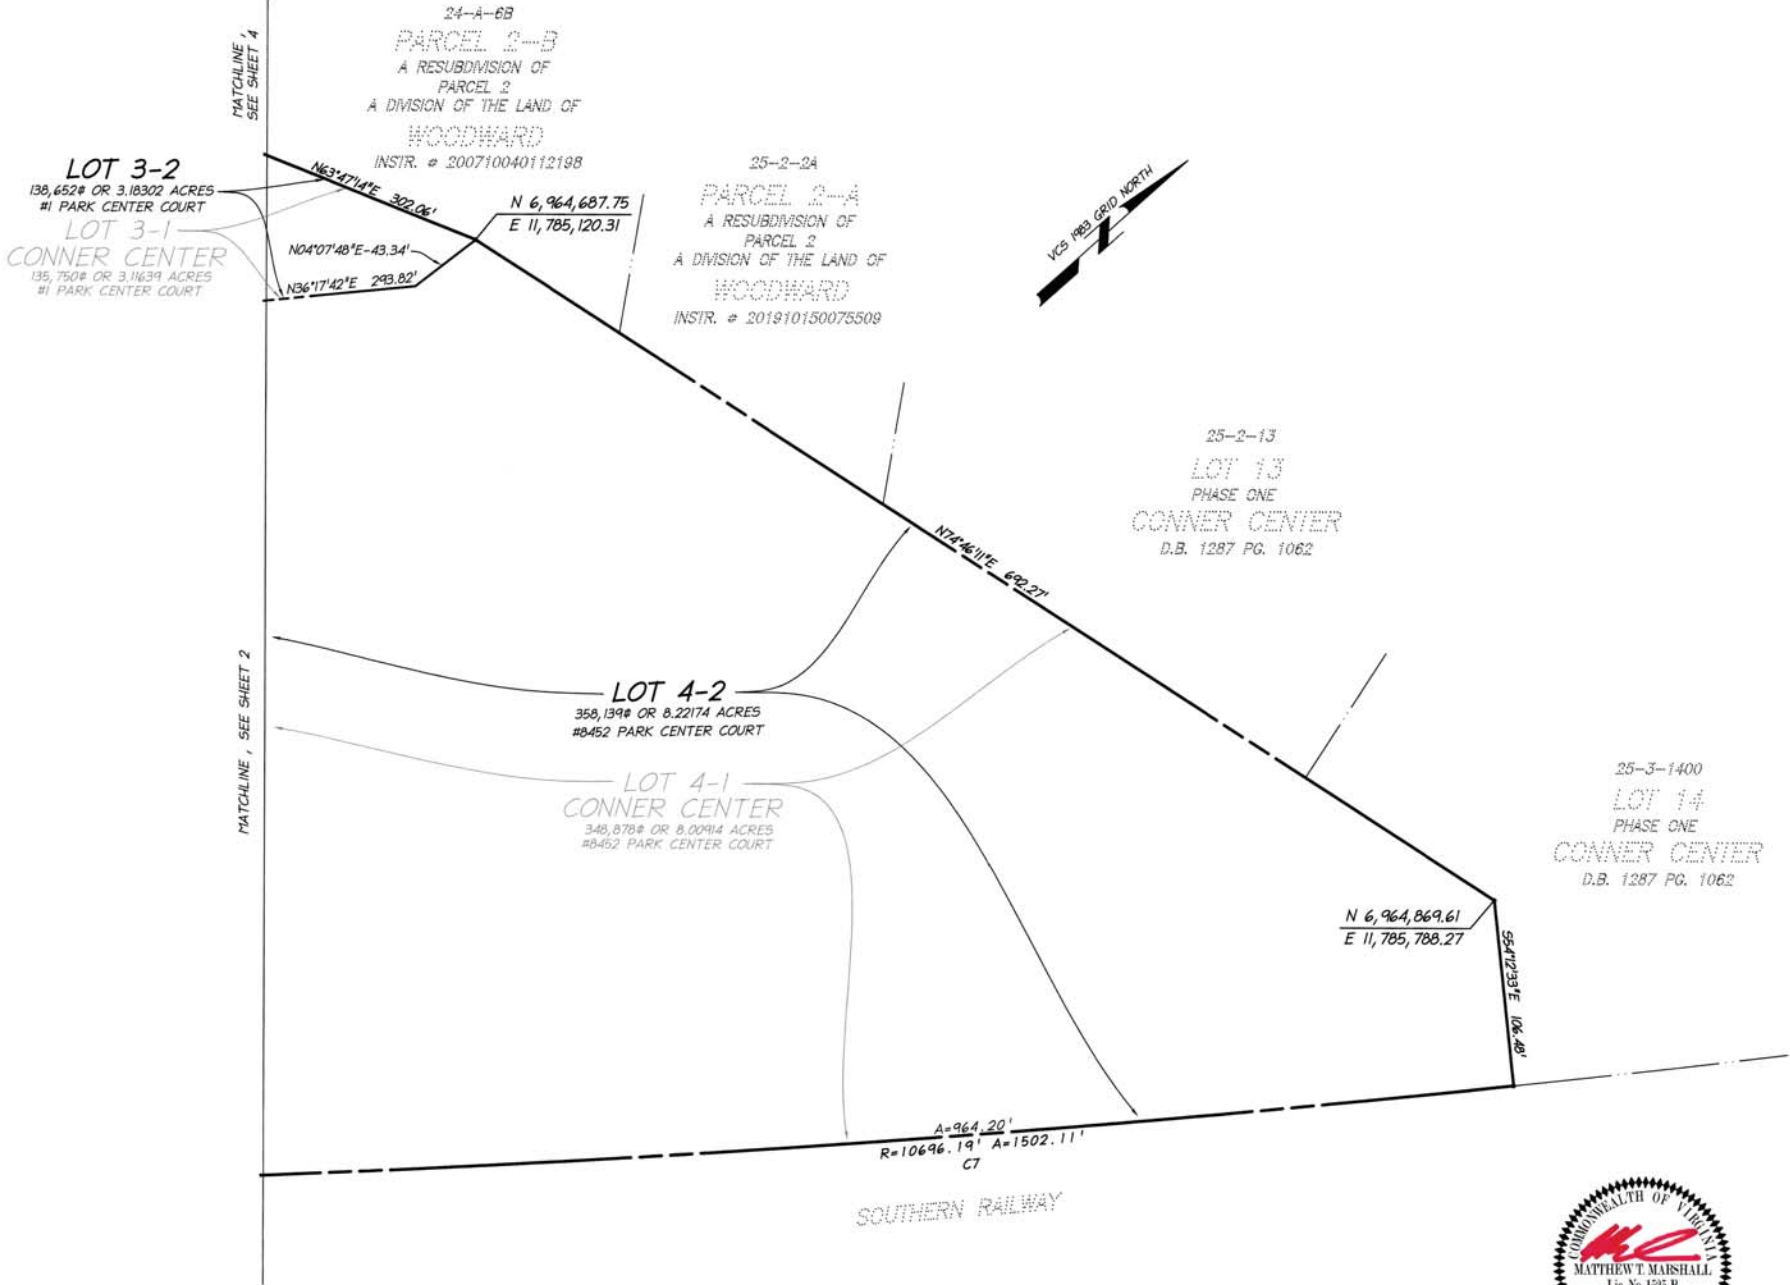 MATCHLINE,
SEE SHEET 4
24-A-6B
PARCEL 2-B
A RESUBDIVISION OF
PARCEL 2
A DIVISION OF THE LAND OF
WOODWARD
INSTR. # 200710040112198
LOT 3-2
138,652# OR 3.18302 ACRES
#1 PARK CENTER COURT
LOT 3-1
CONNER CENTER
135,750# OR 3.11639 ACRES
#1 PARK CENTER COURT
N63°47'14"E 302.06'
N 6,964,687.75
E 11,785,120.31
N04°07'48"E-43.34'
N36°17'42"E 293.82'
25-2-2A
PARCEL 2-A
A RESUBDIVISION OF
PARCEL 2
A DIVISION OF THE LAND OF
WOODWARD
INSTR. # 201910150075509
VCS 1983 GRID NORTH
25-2-13
LOT 13
PHASE ONE
CONNER CENTER
D.B. 1287 PG. 1062
N74°46'11"E 692.27'
MATCHLINE, SEE SHEET 2
LOT 4-2
358,139# OR 8.22174 ACRES
#8452 PARK CENTER COURT
LOT 4-1
CONNER CENTER
348,878# OR 8.00914 ACRES
#8452 PARK CENTER COURT
25-3-1400
LOT 14
PHASE ONE
CONNER CENTER
D.B. 1287 PG. 1062
N 6,964,869.61
E 11,785,788.27
S54°12'33"E 106.48'
A=964.20'
R=10696.19' A=1502.11'
C7
SOUTHERN RAILWAY
COMMONWEALTH OF VIRGINIA
MATTHEW T. MARSHALL
Lic. No. 1595 B